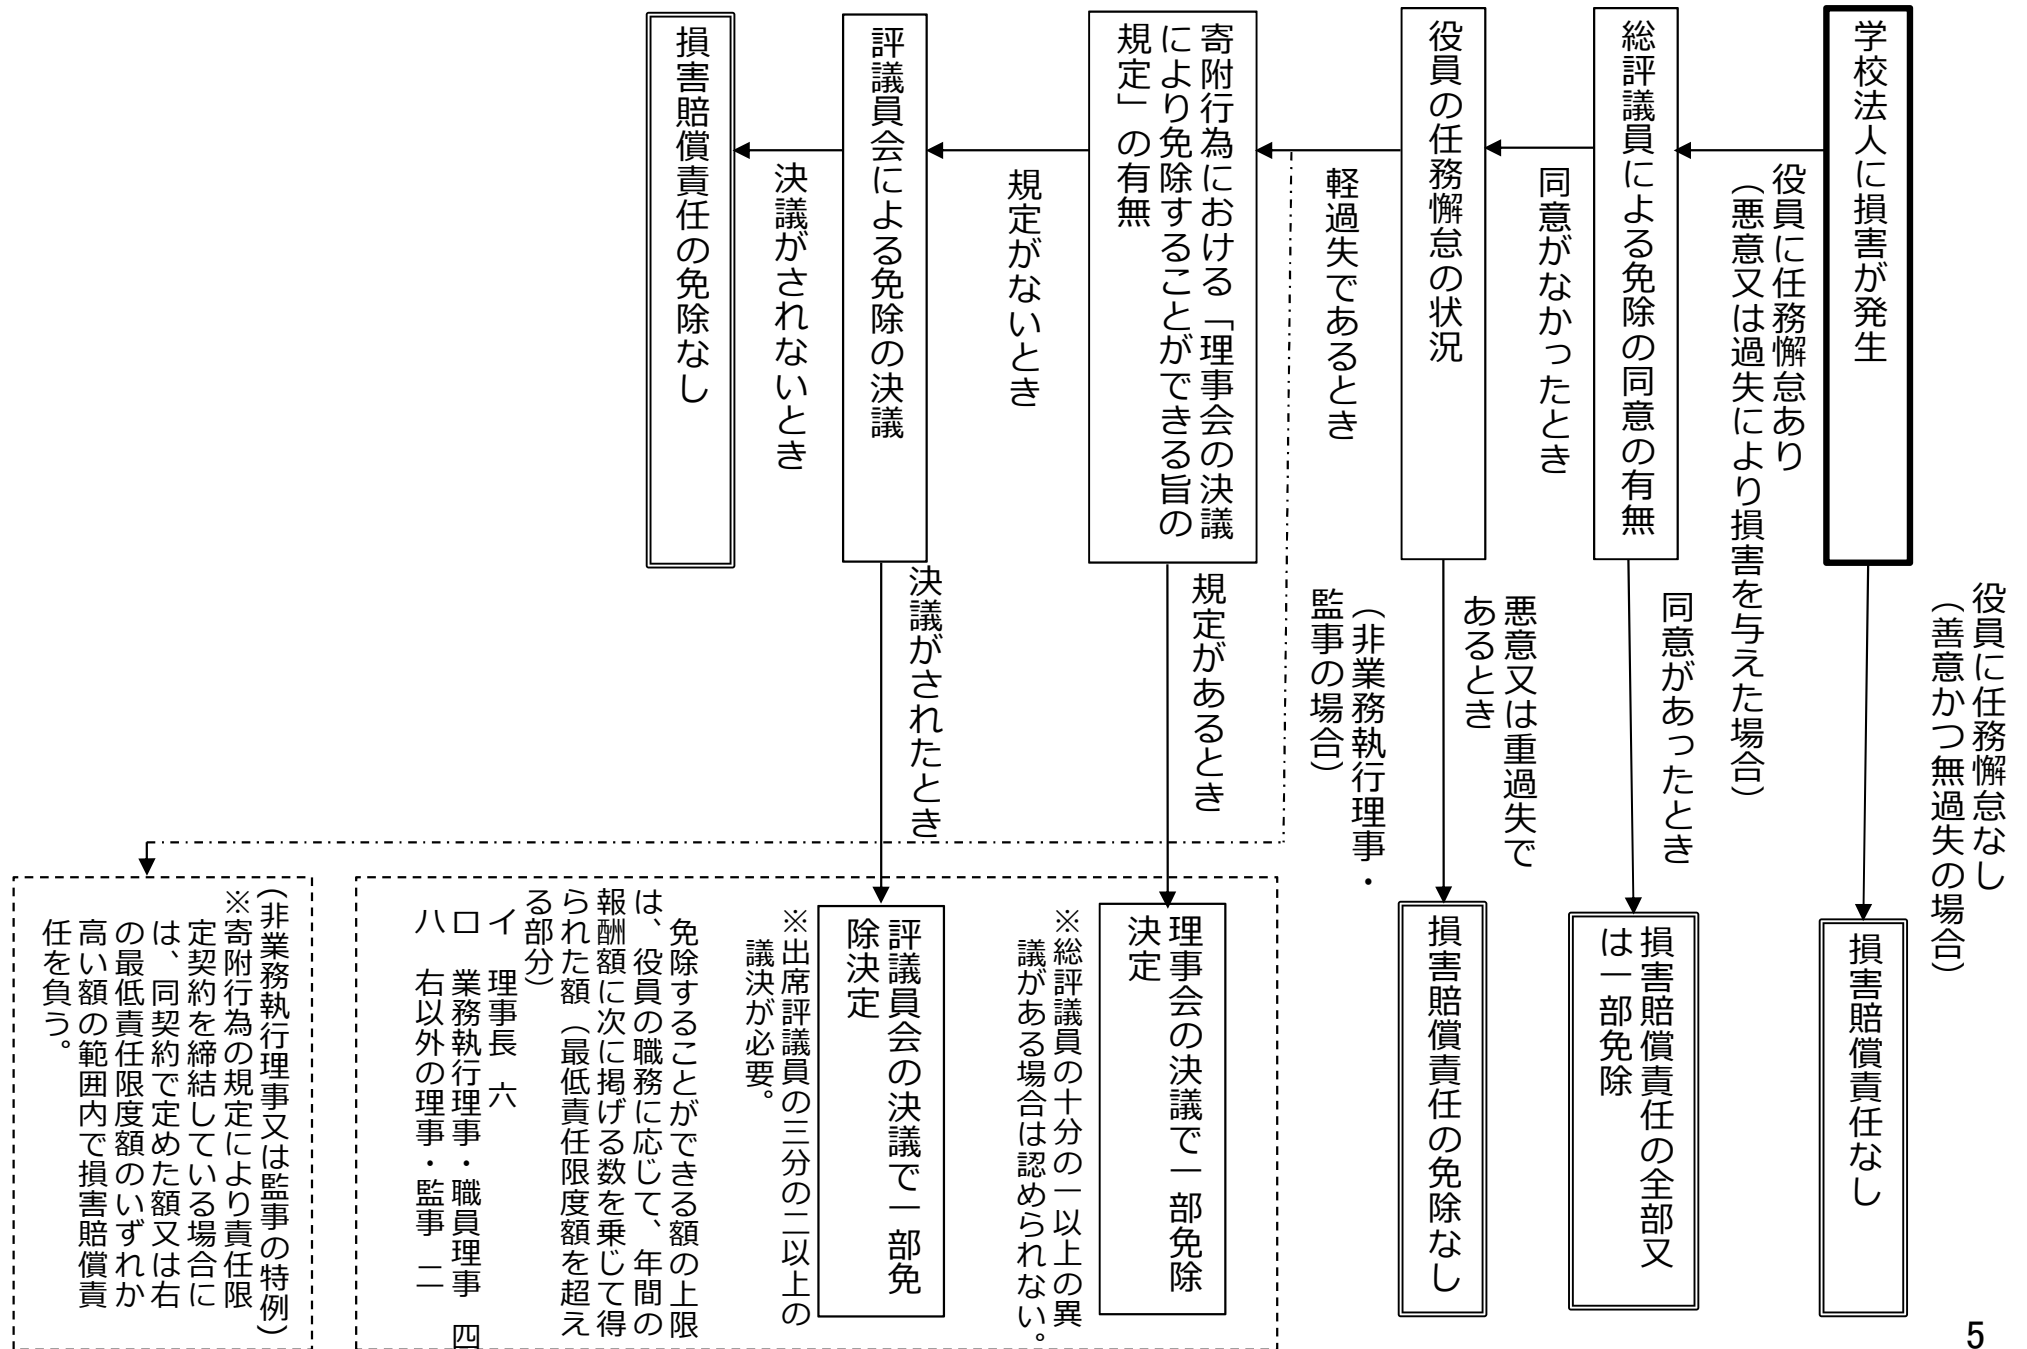 学校法人に損害が発生
役員に任務懈怠なし
（善意かつ無過失の場合）
損害賠償責任なし
役員に任務懈怠あり
（悪意又は過失により損害を与えた場合）
総評議員による免除の同意の有無
同意があったとき
損害賠償責任の全部又
は一部免除
同意がなかったとき
役員の任務懈怠の状況
悪意又は重過失で
あるとき
損害賠償責任の免除なし
軽過失であるとき
（非業務執行理事・
監事の場合）
寄附行為における「理事会の決議
により免除することができる旨の
規定」の有無
規定があるとき
理事会の決議で一部免除
決定
※総評議員の十分の一以上の異
議がある場合は認められない。
規定がないとき
評議員会による免除の決議
決議がされたとき
評議員会の決議で一部免
除決定
※出席評議員の三分の二以上の
議決が必要。
免除することができる額の上限
は、役員の職務に応じて、年間の
報酬額に次に掲げる数を乗じて得
られた額（最低責任限度額を超え
る部分）
イ　理事長　六
ロ　業務執行理事・職員理事　四
ハ　右以外の理事・監事　二
決議がされないとき
損害賠償責任の免除なし
（非業務執行理事又は監事の特例）
※寄附行為の規定により責任限
定契約を締結している場合に
は、同契約で定めた額又は右
の最低責任限度額のいずれか
高い額の範囲内で損害賠償責
任を負う。
5